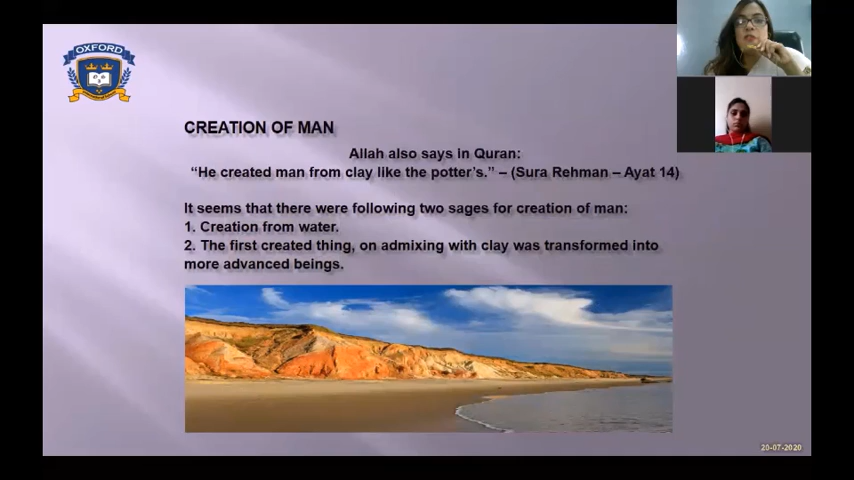 OXFORD
CREATION OF MAN
Allah also says in Quran:
“He created man from clay like the potter’s.” – (Sura Rehman – Ayat 14)
It seems that there were following two sages for creation of man:
1. Creation from water.
2. The first created thing, on admixing with clay was transformed into
more advanced beings.
20-07-2020